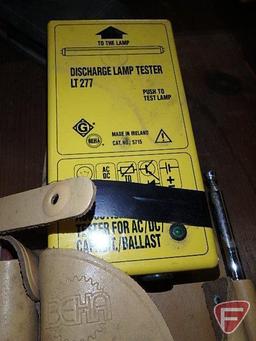 TO THE LAMP
DISCHARGE LAMP TESTER
LT 277
PUSH TO
TEST LAMP
G
BEHA
MADE IN IRELAND
CAT. NO.: 5715
AC
DC
TESTER FOR AC/DC/
/BALLAST
BEHA
F